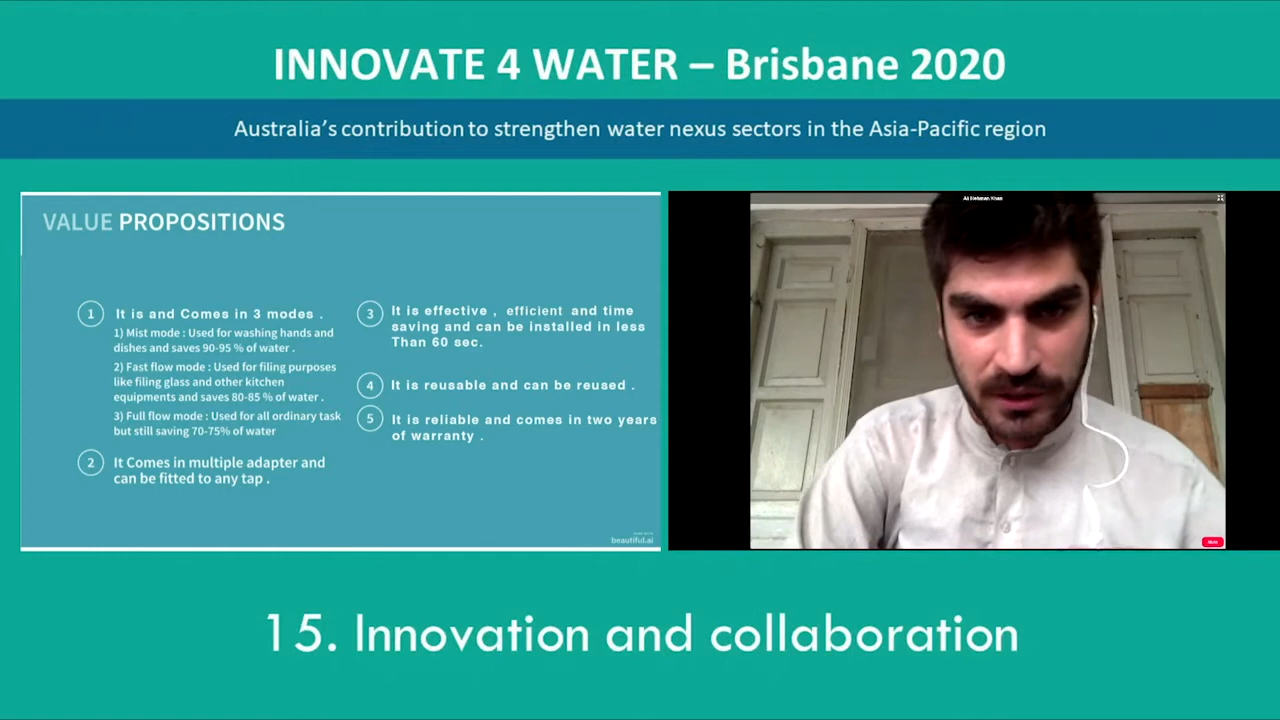 INNOVATE 4 WATER – Brisbane 2020
Australia's contribution to strengthen water nexus sectors in the Asia-Pacific region
VALUE PROPOSITIONS
1 It is and Comes in 3 modes .
1) Mist mode : Used for washing hands and
dishes and saves 90-95 % of water .
2) Fast flow mode : Used for filing purposes
like filing glass and other kitchen
equipments and saves 80-85 % of water .
3) Full flow mode : Used for all ordinary task
but still saving 70-75% of water
2 It Comes in multiple adapter and
can be fitted to any tap .
3 It is effective , efficient and time
saving and can be installed in less
Than 60 sec.
4 It is reusable and can be reused .
5 It is reliable and comes in two years
of warranty .
beautiful.ai
Ali Rehman Khan
15. Innovation and collaboration